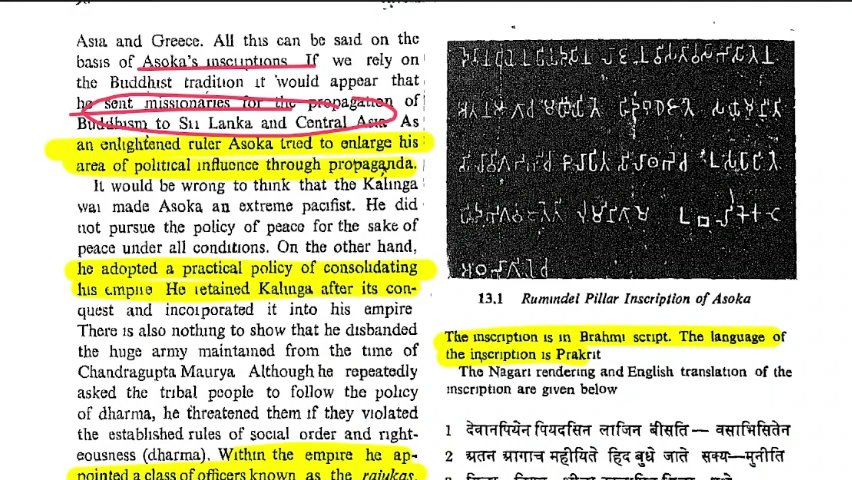 Asia and Greece. All this can be said on the
basis of Asoka's inscriptions. If we rely on
the Buddhist tradition it would appear that
he sent missionaries for the propagation of
Buddhism to Sri Lanka and Central Asia. As
an enlightened ruler Asoka tried to enlarge his
area of political influence through propaganda.
It would be wrong to think that the Kalinga
war made Asoka an extreme pacifist. He did
not pursue the policy of peace for the sake of
peace under all conditions. On the other hand,
he adopted a practical policy of consolidating
his empire He retained Kalinga after its con-
quest and incorporated it into his empire
There is also nothing to show that he disbanded
the huge army maintained from the time of
Chandragupta Maurya Although he repeatedly
asked the tribal people to follow the policy
of dharma, he threatened them if they violated
the established rules of social order and right-
eousness (dharma). Within the empire he ap-
pointed a class of officers known as the rajukas,
13.1 Rumindei Pillar Inscription of Asoka
The inscription is in Brahmi script. The language of
the inscription is Prakrit
The Nagari rendering and English translation of the
inscription are given below
1 देवानपियेन पियदसिन लाजिन बीसति — वसाभिसितेन
2 अतन आगाच महीयिते हिद बुधे जाते सक्य—मुनीति